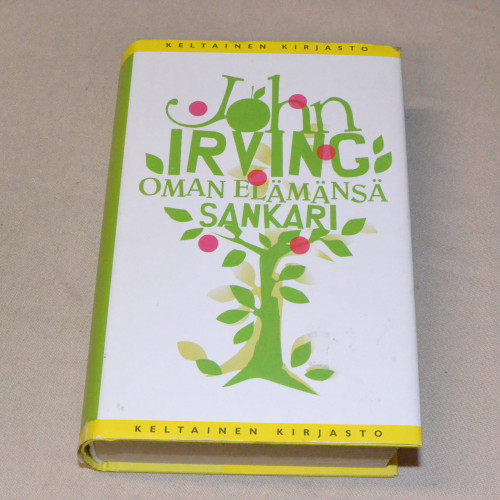 KELTAINEN KIRJASTO
John
IRVING
OMAN ELÄMÄNSÄ
SANKARI
KELTAINEN KIRJASTO